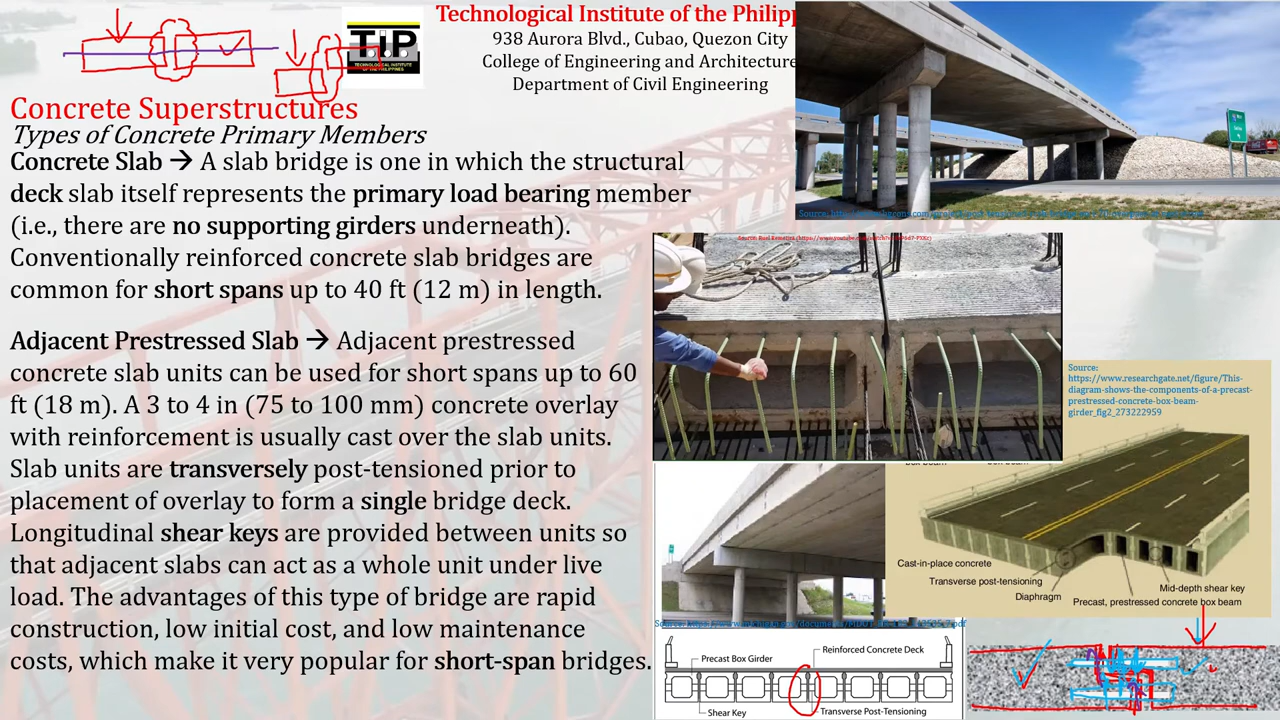 TIP
TECHNOLOGICAL INSTITUTE
OF THE PHILIPPINES
Technological Institute of the Philipp
938 Aurora Blvd., Cubao, Quezon City
College of Engineering and Architecture
Department of Civil Engineering
Concrete Superstructures
Types of Concrete Primary Members
Concrete Slab → A slab bridge is one in which the structural
deck slab itself represents the primary load bearing member
(i.e., there are no supporting girders underneath).
Conventionally reinforced concrete slab bridges are
common for short spans up to 40 ft (12 m) in length.
Adjacent Prestressed Slab → Adjacent prestressed
concrete slab units can be used for short spans up to 60
ft (18 m). A 3 to 4 in (75 to 100 mm) concrete overlay
with reinforcement is usually cast over the slab units.
Slab units are transversely post-tensioned prior to
placement of overlay to form a single bridge deck.
Longitudinal shear keys are provided between units so
that adjacent slabs can act as a whole unit under live
load. The advantages of this type of bridge are rapid
construction, low initial cost, and low maintenance
costs, which make it very popular for short-span bridges.
Source:
Source:
https://www.researchgate.net/figure/This-
diagram-shows-the-components-of-a-precast-
prestressed-concrete-box-beam-
girder_fig2_273222959
Cast-in-place concrete
Transverse post-tensioning
Diaphragm
Mid-depth shear key
Precast, prestressed concrete box beam
Precast Box Girder
Reinforced Concrete Deck
Shear Key
Transverse Post-Tensioning